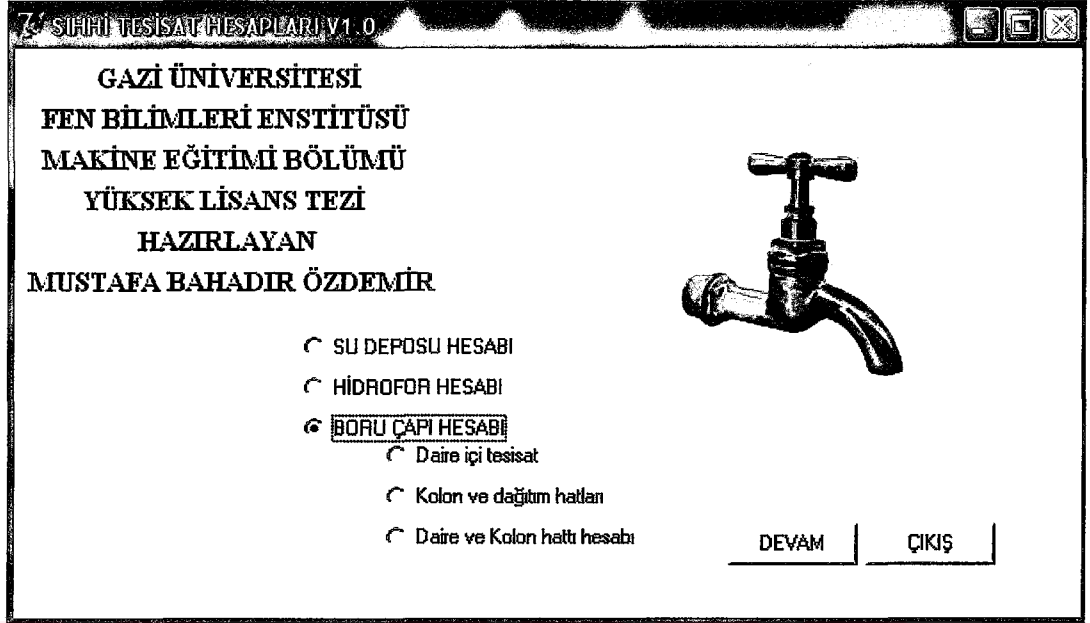 SIHHİ TESİSAT HESAPLARI V1.0
GAZİ ÜNİVERSİTESİ
FEN BİLİMLERİ ENSTİTÜSÜ
MAKİNE EĞİTİMİ BÖLÜMÜ
YÜKSEK LİSANS TEZİ
HAZIRLAYAN
MUSTAFA BAHADIR ÖZDEMİR
SU DEPOSU HESABI
HİDROFOR HESABI
BORU ÇAPI HESABI
Daire içi tesisat
Kolon ve dağıtım hatları
Daire ve Kolon hattı hesabı
DEVAM ÇIKIŞ